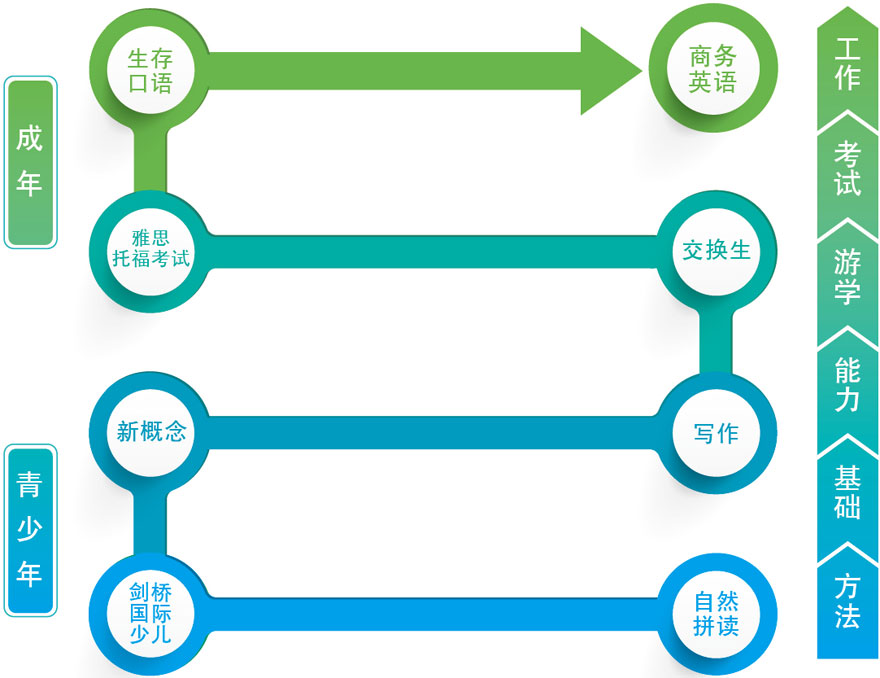 成年
生存
口语
商务
英语
雅思
托福考试
交换生
青少年
新概念
写作
剑桥
国际
少儿
自然
拼读
工作
考试
游学
能力
基础
方法